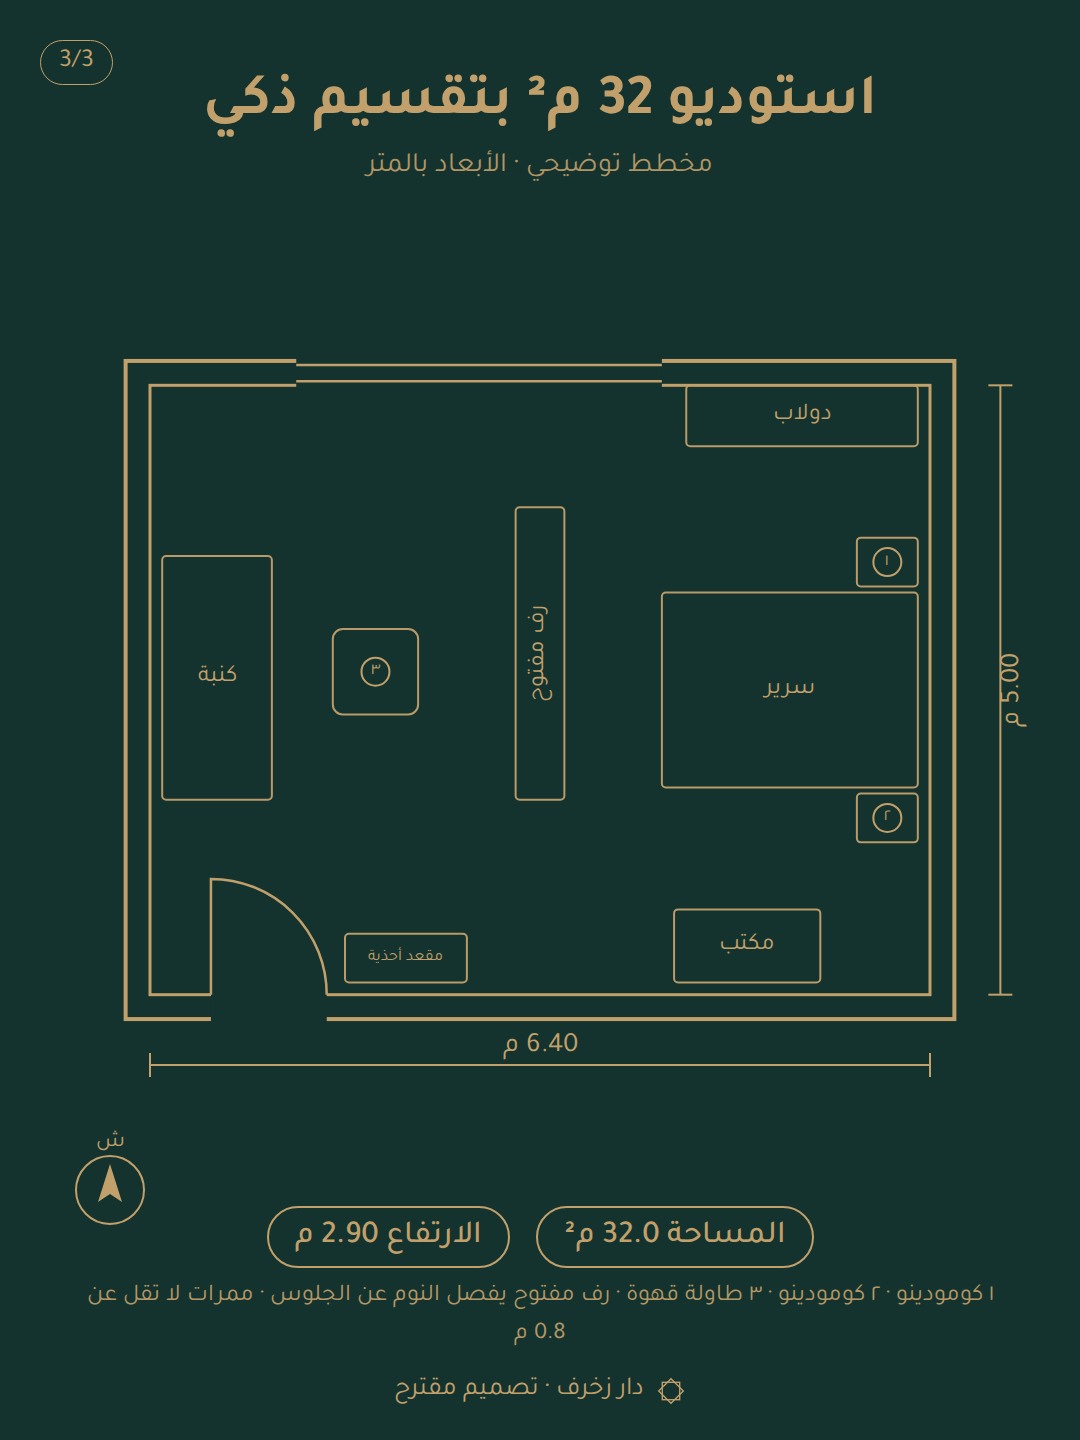 3/3
استوديو 32 م² بتقسيم ذكي
مخطط توضيحي · الأبعاد بالمتر
دولاب
١
رف مفتوح
كنبة
٣
سرير
5.00 م
٢
مكتب
مقعد أحذية
6.40 م
ش
المساحة 32.0 م²
الارتفاع 2.90 م
١ كومودينو · ٢ كومودينو · ٣ طاولة قهوة · رف مفتوح يفصل النوم عن الجلوس · ممرات لا تقل عن
0.8 م
دار زخرف · تصميم مقترح